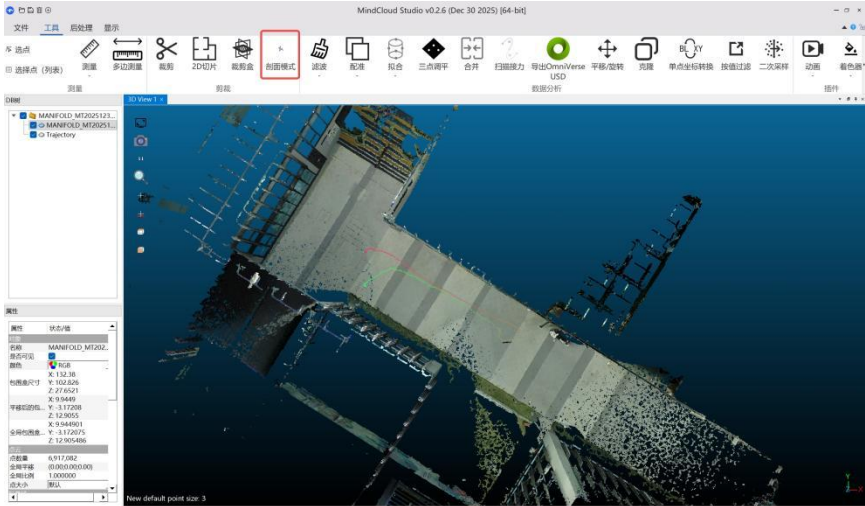 MindCloud Studio v0.2.6 (Dec 30 2025) [64-bit]
文件 工具 后处理 显示
选点
选择点 (列表)
测量 多边测量 裁剪 2D切片 裁剪盒 剖面模式 滤波 配准 拟合 三点调平 合并 扫描接力 导出OmniVerse USD 平移/旋转 克隆 单点坐标转换 按值过滤 二次采样 动画 着色器
测量 剪裁 数据分析 插件
DB树
3D View 1 ×
MANIFOLD_MT2025123...
MANIFOLD_MT20251...
Trajectory
属性
属性 状态/值
名称 MANIFOLD_MT202..
是否可见
颜色 RGB
包围盒尺寸 X: 132.38
Y: 102.826
Z: 27.6521
平移后的包... X: 9.9449
Y: -3.17208
Z: 12.9055
全局包围盒... X: 9.944901
Y: -3.172075
Z: 12.905486
点数量 6,917,082
全局平移 (0.00;0.00;0.00)
全局比例 1.000000
点大小 默认
New default point size: 3
Y
Z
X